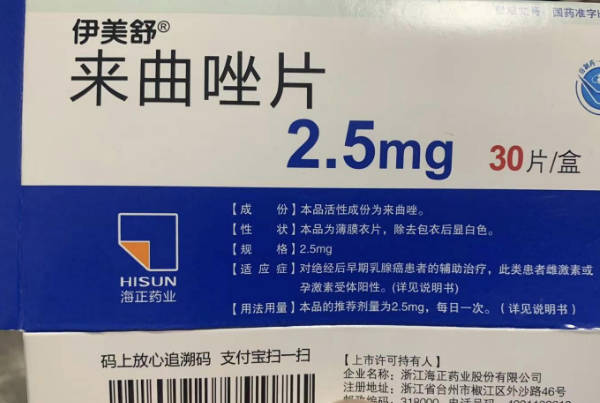 国药准字
伊美舒®
来曲唑片
2.5mg
30片/盒
【成 份】本品活性成份为来曲唑。
【性 状】本品为薄膜衣片，除去包衣后显白色。
【规 格】2.5mg
【适 应 症】对绝经后早期乳腺癌患者的辅助治疗，此类患者雌激素或
孕激素受体阳性。(详见说明书)
【用法用量】本品的推荐剂量为2.5mg，每日一次。(详见说明书)
HISUN
海正药业
码上放心追溯码 支付宝扫一扫
【上市许可持有人】
企业名称：浙江海正药业股份有限公司
注册地址：浙江省台州市椒江区外沙路46号
邮政编码：318000